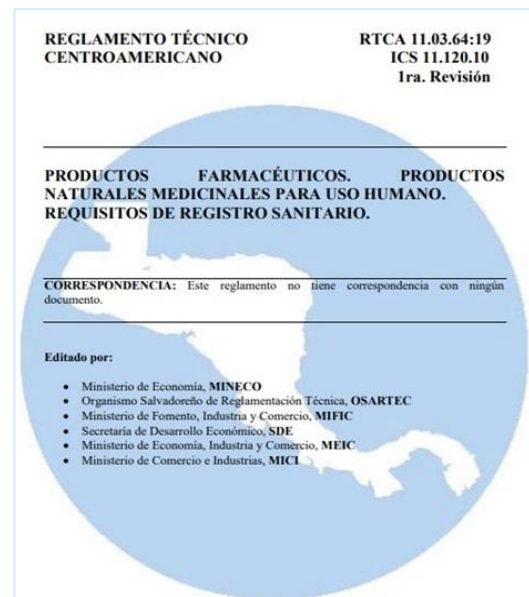 REGLAMENTO TÉCNICO
CENTROAMERICANO
RTCA 11.03.64:19
ICS 11.120.10
1ra. Revisión
PRODUCTOS FARMACÉUTICOS. PRODUCTOS
NATURALES MEDICINALES PARA USO HUMANO.
REQUISITOS DE REGISTRO SANITARIO.
CORRESPONDENCIA: Este reglamento no tiene correspondencia con ningún
documento.
Editado por:
• Ministerio de Economía, MINECO
• Organismo Salvadoreño de Reglamentación Técnica, OSARTEC
• Ministerio de Fomento, Industria y Comercio, MIFIC
• Secretaría de Desarrollo Económico, SDE
• Ministerio de Economía, Industria y Comercio, MEIC
• Ministerio de Comercio e Industrias, MICI